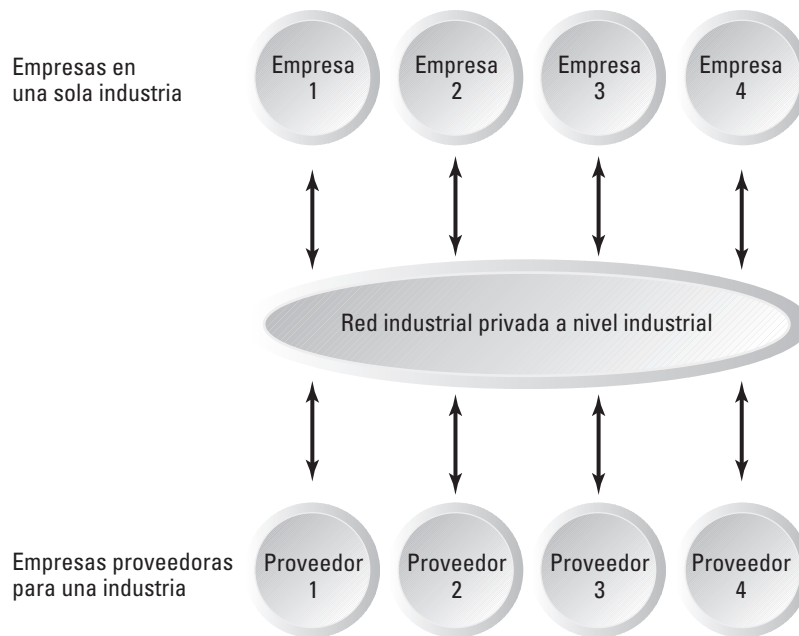 Empresas en
una sola industria
Empresa
1
Empresa
2
Empresa
3
Empresa
4
Red industrial privada a nivel industrial
Empresas proveedoras
para una industria
Proveedor
1
Proveedor
2
Proveedor
3
Proveedor
4